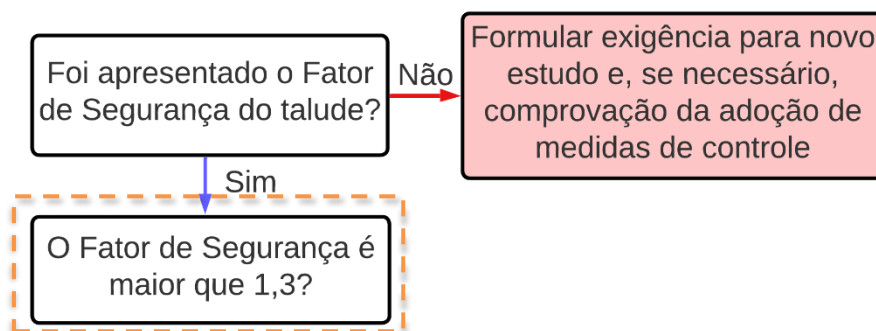 Foi apresentado o Fator
de Segurança do talude?
Não
Formular exigência para novo
estudo e, se necessário,
comprovação da adoção de
medidas de controle
Sim
O Fator de Segurança é
maior que 1,3?